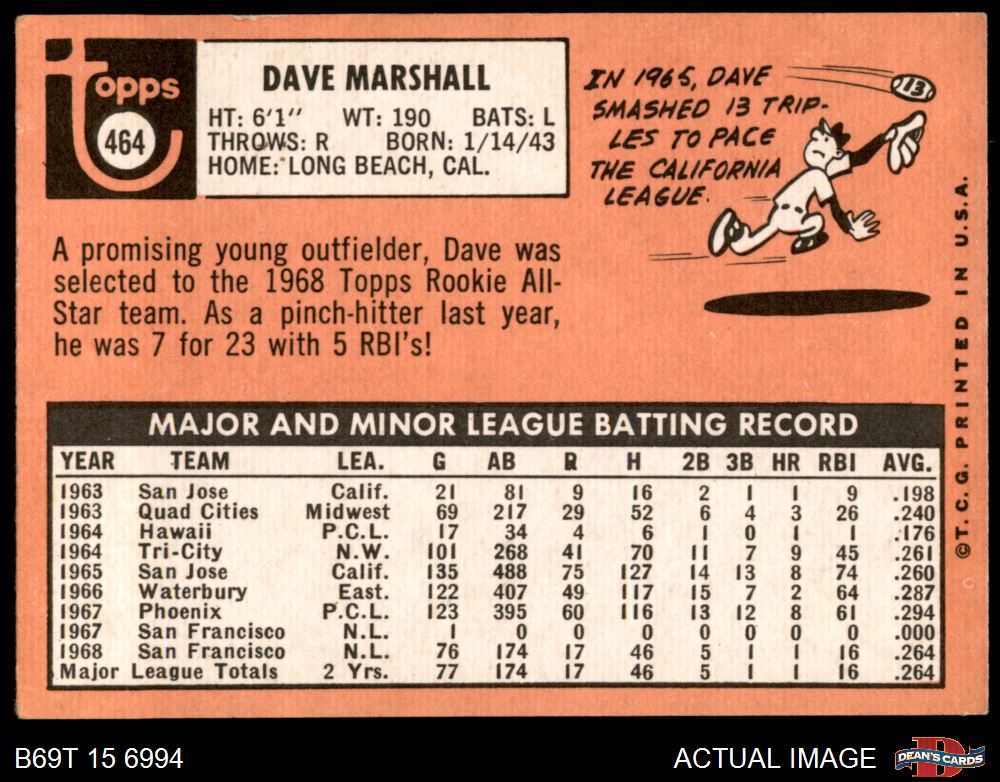 Topps
464
DAVE MARSHALL
HT: 6'1" WT: 190 BATS: L
THROWS: R BORN: 1/14/43
HOME: LONG BEACH, CAL.
IN 1965, DAVE
SMASHED 13 TRIP-
LES TO PACE
THE CALIFORNIA
LEAGUE.
13
A promising young outfielder, Dave was
selected to the 1968 Topps Rookie All-
Star team. As a pinch-hitter last year,
he was 7 for 23 with 5 RBI's!
MAJOR AND MINOR LEAGUE BATTING RECORD
YEAR TEAM LEA. G AB R H 2B 3B HR RBI AVG.
1963 San Jose Calif. 21 81 9 16 2 1 1 9 .198
1963 Quad Cities Midwest 69 217 29 52 6 4 3 26 .240
1964 Hawaii P.C.L. 17 34 4 6 1 0 1 1 .176
1964 Tri-City N.W. 101 268 41 70 11 7 9 45 .261
1965 San Jose Calif. 135 488 75 127 14 13 8 74 .260
1966 Waterbury East. 122 407 49 117 15 7 2 64 .287
1967 Phoenix P.C.L. 123 395 60 116 13 12 8 61 .294
1967 San Francisco N.L. 1 0 0 0 0 0 0 0 .000
1968 San Francisco N.L. 76 174 17 46 5 1 1 16 .264
Major League Totals 2 Yrs. 77 174 17 46 5 1 1 16 .264
©T.C.G. PRINTED IN U.S.A.
B69T 15 6994
ACTUAL IMAGE
D
DEAN'S CARDS